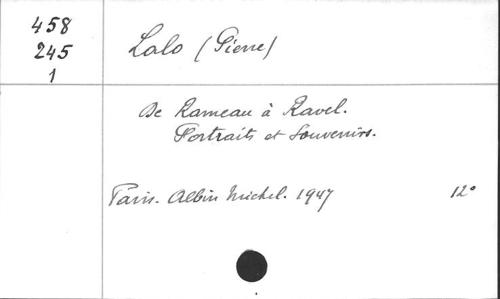 458
245
1
Lalo (Pierre)
De Rameau à Ravel.
Portraits et Souvenirs.
Paris. Albin Michel. 1947 12°